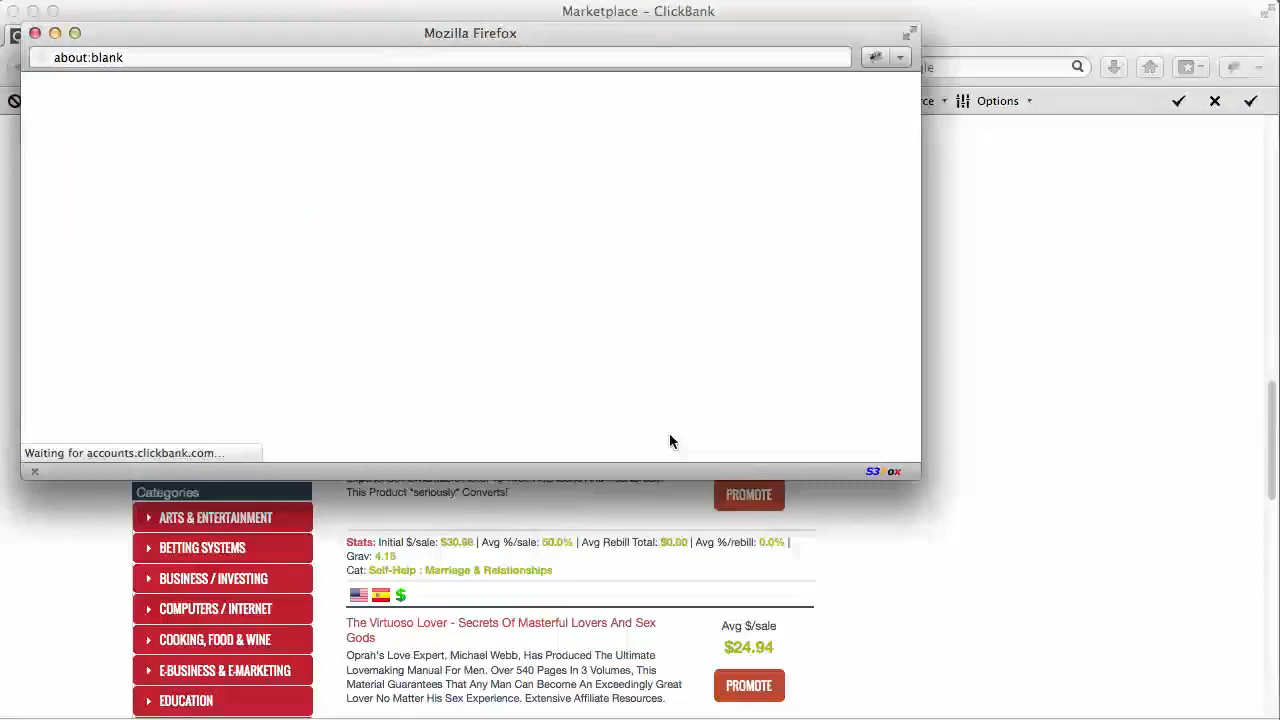 Marketplace – ClickBank
Mozilla Firefox
about:blank
Options
Waiting for accounts.clickbank.com...
S3Fox
Categories
This Product "seriously" Converts!
PROMOTE
ARTS & ENTERTAINMENT
Stats: Initial $/sale: $30.98 | Avg %/sale: 60.0% | Avg Rebill Total: $0.00 | Avg %/rebill: 0.0% |
BETTING SYSTEMS
Grav: 4.15
Cat: Self-Help : Marriage & Relationships
BUSINESS / INVESTING
$
COMPUTERS / INTERNET
The Virtuoso Lover - Secrets Of Masterful Lovers And Sex
Gods
Avg $/sale
$24.94
COOKING, FOOD & WINE
Oprah's Love Expert, Michael Webb, Has Produced The Ultimate
Lovemaking Manual For Men. Over 540 Pages In 3 Volumes, This
Material Guarantees That Any Man Can Become An Exceedingly Great
Lover No Matter His Sex Experience. Extensive Affiliate Resources.
PROMOTE
E-BUSINESS & E-MARKETING
EDUCATION